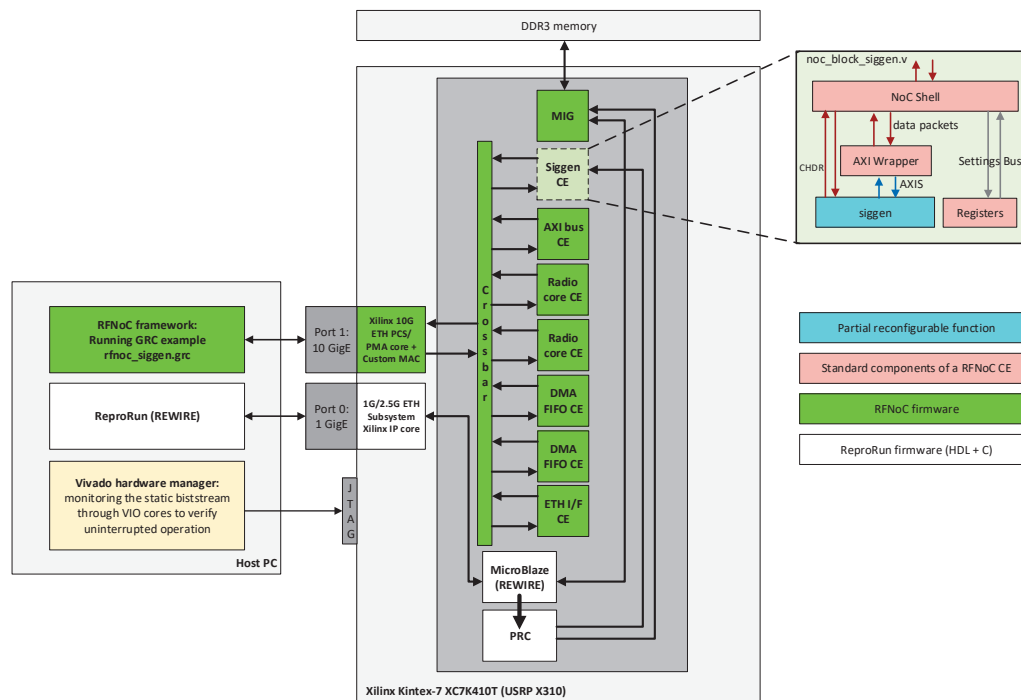 DDR3 memory
MIG
Siggen
CE
AXI bus
CE
Radio
core CE
Radio
core CE
DMA
FIFO CE
DMA
FIFO CE
ETH I/F
CE
Crossbar
MicroBlaze
(REWIRE)
PRC
Xilinx Kintex-7 XC7K410T (USRP X310)
RFNoC framework:
Running GRC example
rfnoc_siggen.grc
ReproRun (REWIRE)
Vivado hardware manager:
monitoring the static biststream
through VIO cores to verify
uninterrupted operation
Host PC
Port 1:
10 GigE
Xilinx 10G
ETH PCS/
PMA core +
Custom MAC
Port 0:
1 GigE
1G/2.5G ETH
Subsystem
Xilinx IP core
JTAG
noc_block_siggen.v
NoC Shell
data packets
AXI Wrapper
Settings Bus
CHDR
AXIS
siggen
Registers
Partial reconfigurable function
Standard components of a RFNoC CE
RFNoC firmware
ReproRun firmware (HDL + C)